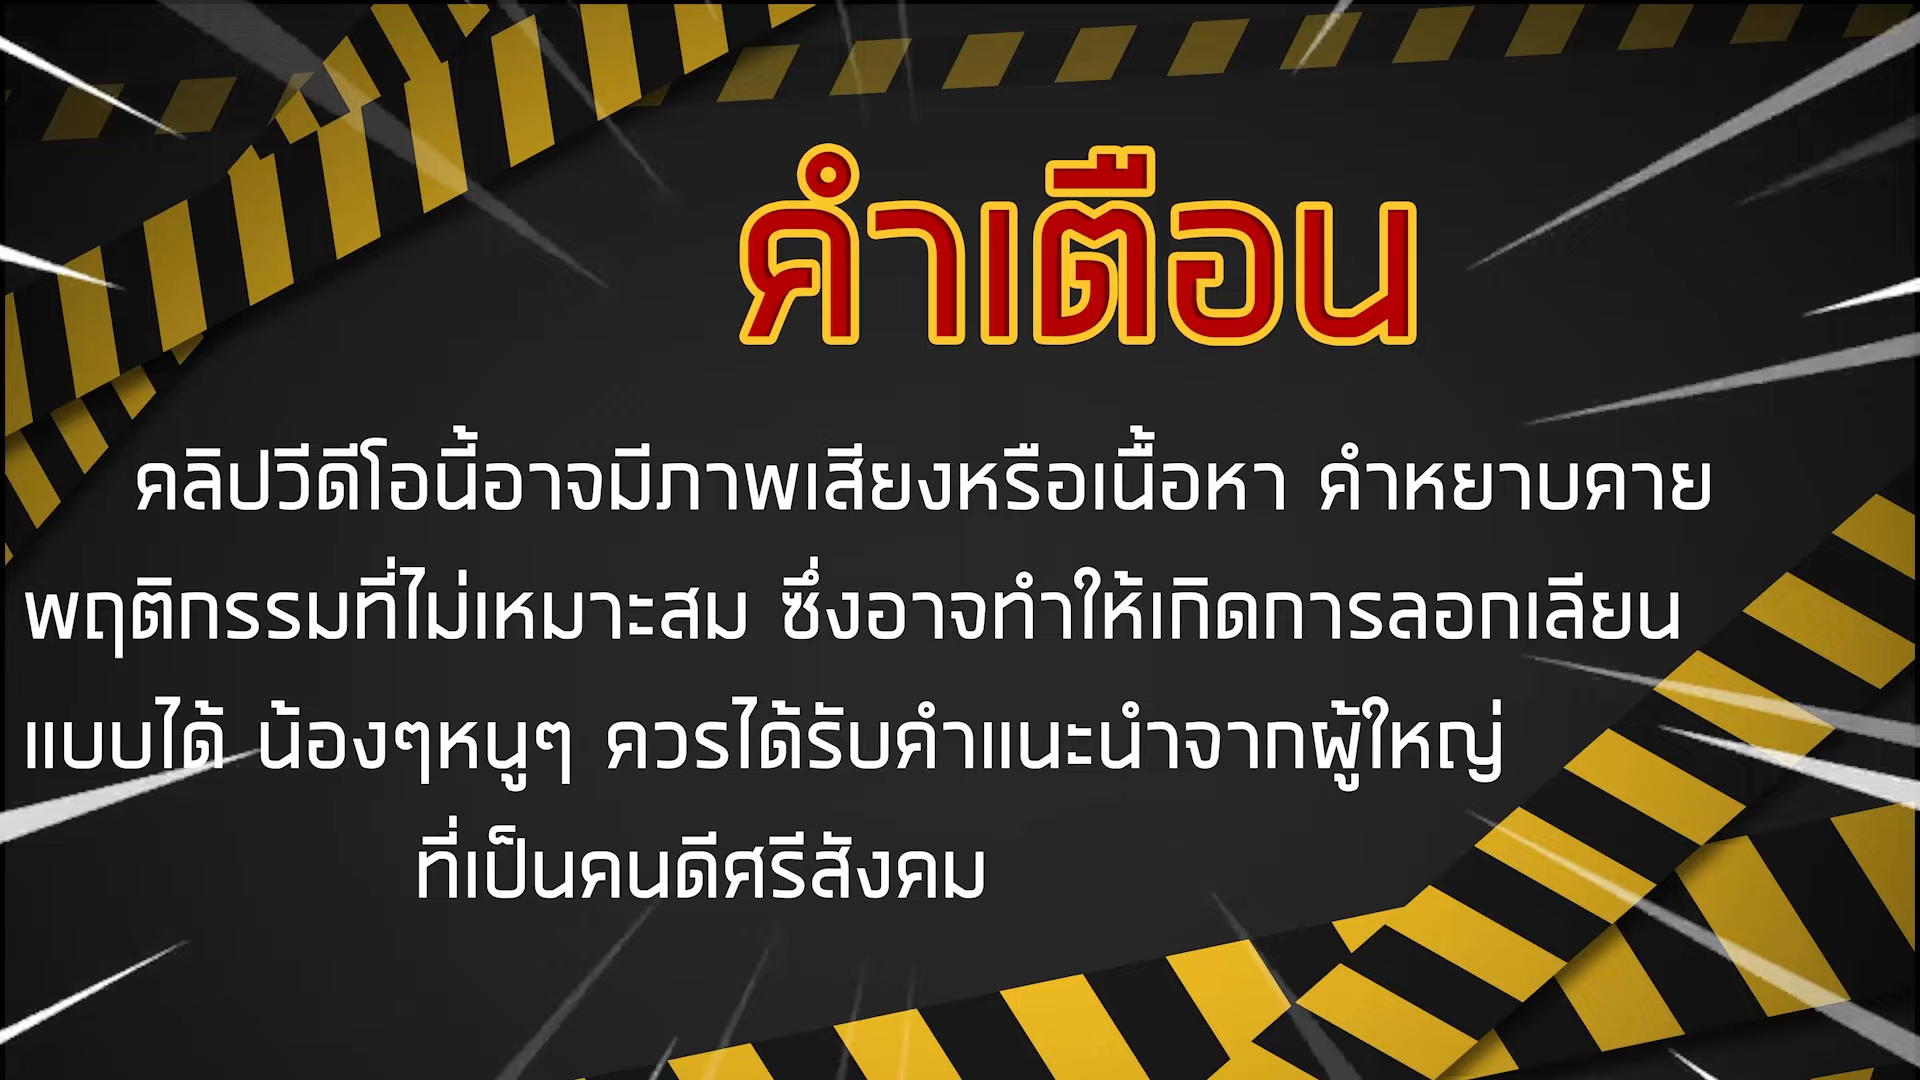 คำเตือน
คลิปวีดีโอนี้อาจมีภาพเสียงหรือเนื้อหา คำหยาบคาย
พฤติกรรมที่ไม่เหมาะสม ซึ่งอาจทำให้เกิดการลอกเลียน
แบบได้ น้องๆหนูๆ ควรได้รับคำแนะนำจากผู้ใหญ่
ที่เป็นคนดีศรีสังคม